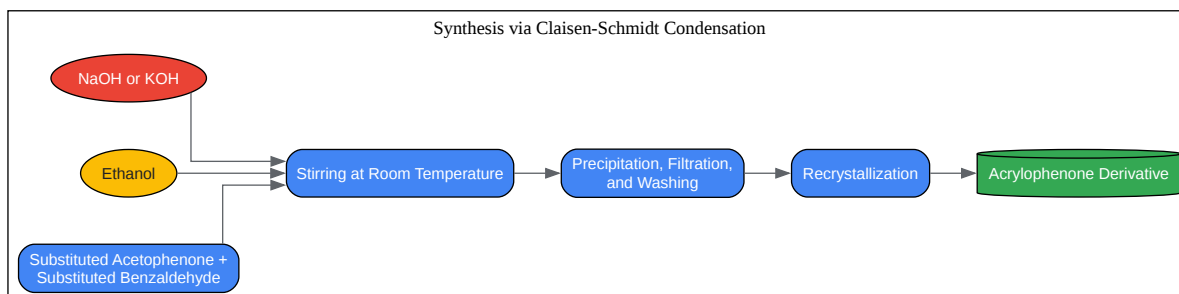 Synthesis via Claisen-Schmidt Condensation
NaOH or KOH
Ethanol
Substituted Acetophenone +
Substituted Benzaldehyde
Stirring at Room Temperature
Precipitation, Filtration,
and Washing
Recrystallization
Acrylophenone Derivative